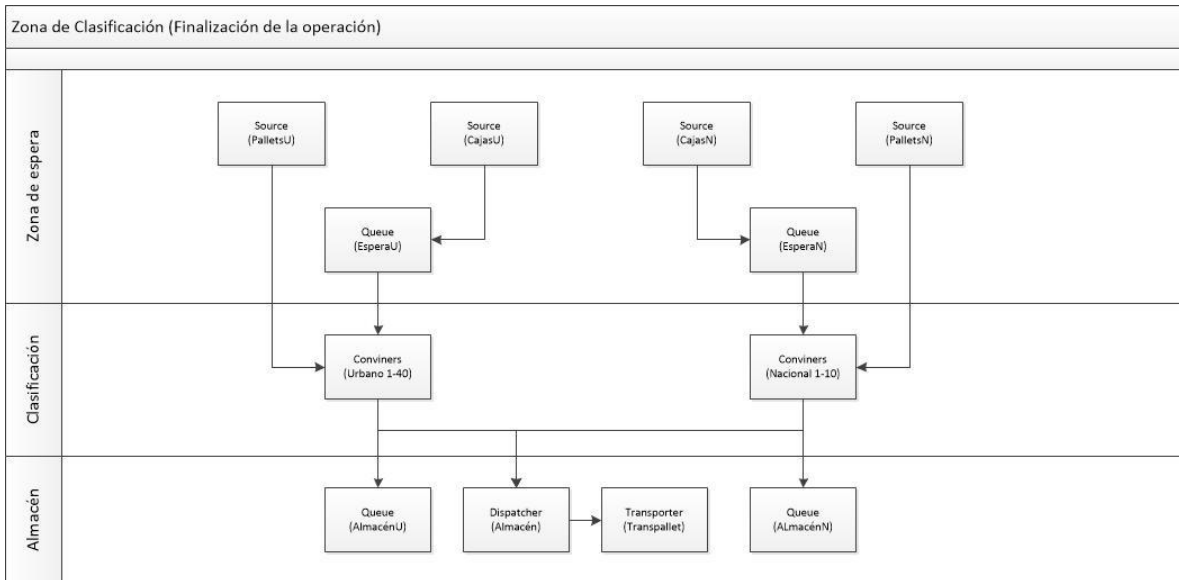 Zona de Clasificación (Finalización de la operación)
Zona de espera
Source
(PalletsU)
Source
(CajasU)
Source
(CajasN)
Source
(PalletsN)
Queue
(EsperaU)
Queue
(EsperaN)
Clasificación
Conviners
(Urbano 1-40)
Conviners
(Nacional 1-10)
Almacén
Queue
(AlmacénU)
Dispatcher
(Almacén)
Transporter
(Transpallet)
Queue
(ALmacénN)